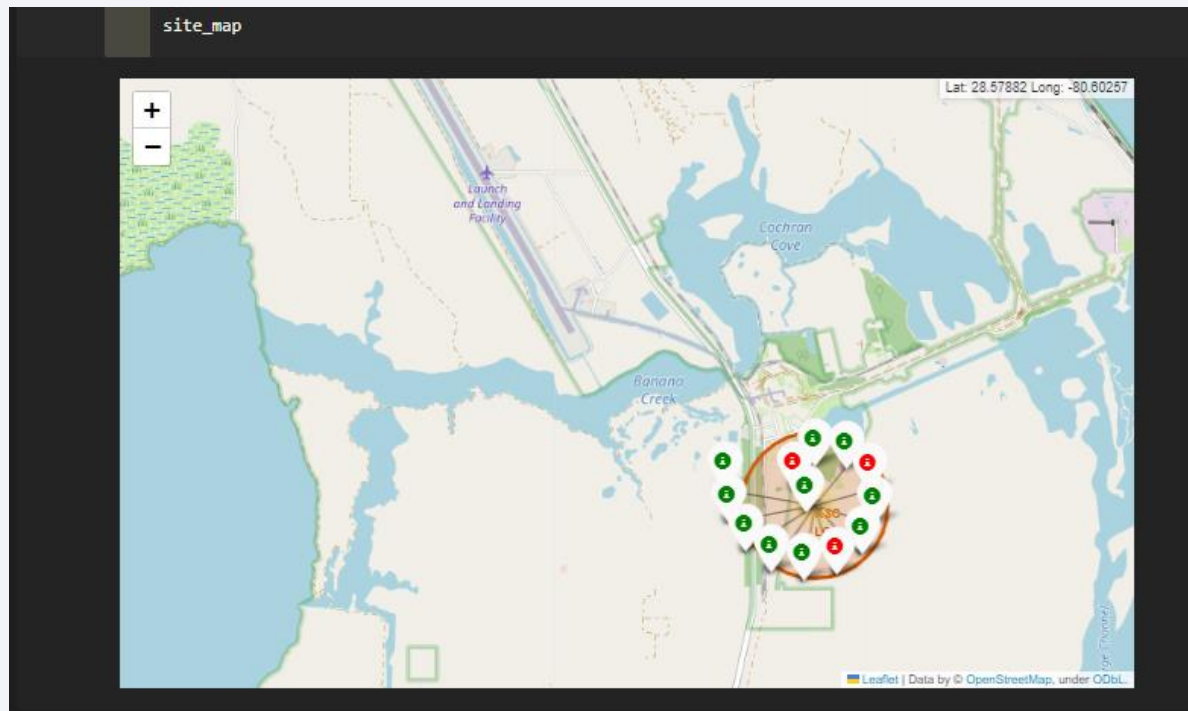 site_map
+
−
Lat: 28.57882 Long: -80.60257
Launch
and Landing
Facility
Cochran
Cove
Banana
Creek
Leaflet | Data by © OpenStreetMap, under ODbL.